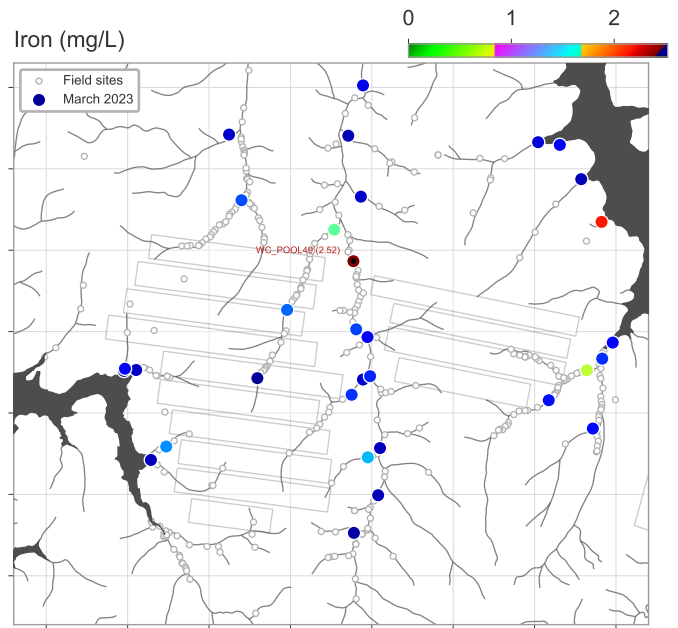 Iron (mg/L)
0 1 2
Field sites
March 2023
WC_POOL49 (2.52)